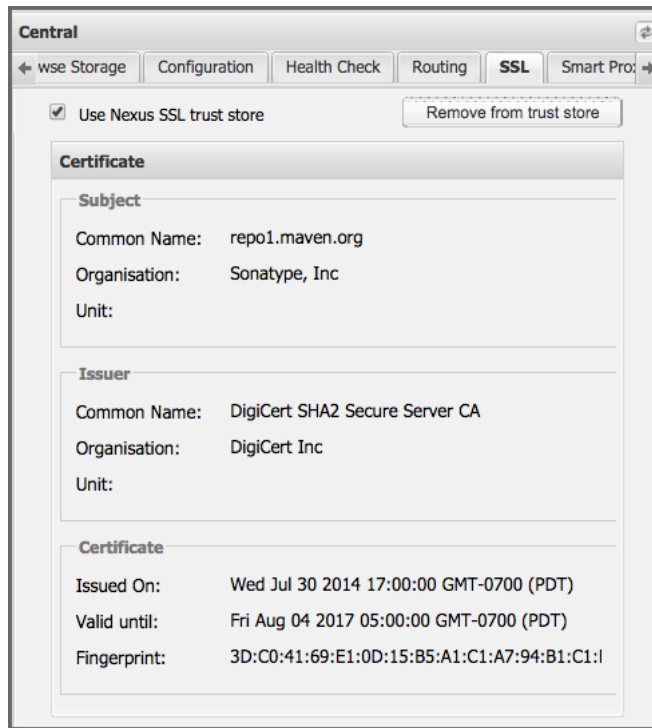 Central
wse Storage Configuration Health Check Routing SSL Smart Pro
Use Nexus SSL trust store Remove from trust store
Certificate
Subject
Common Name: repo1.maven.org
Organisation: Sonatype, Inc
Unit:
Issuer
Common Name: DigiCert SHA2 Secure Server CA
Organisation: DigiCert Inc
Unit:
Certificate
Issued On: Wed Jul 30 2014 17:00:00 GMT-0700 (PDT)
Valid until: Fri Aug 04 2017 05:00:00 GMT-0700 (PDT)
Fingerprint: 3D:C0:41:69:E1:0D:15:B5:A1:C1:A7:94:B1:C1: